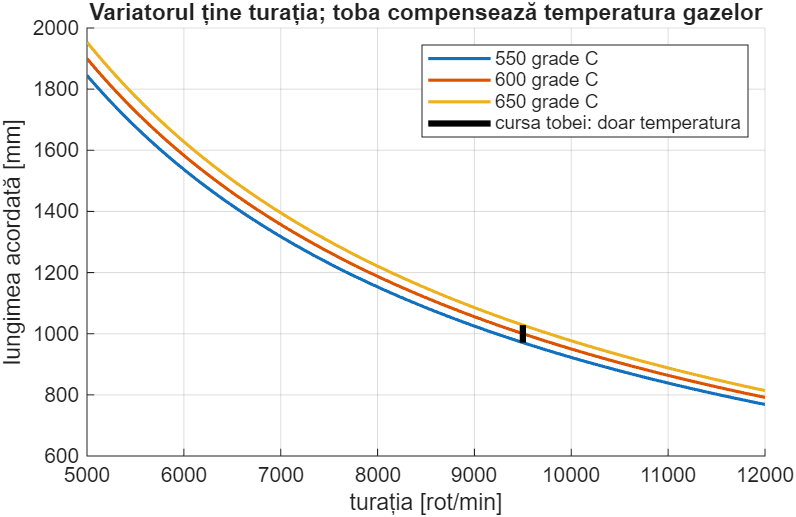 Variatorul ține turația; toba compensează temperatura gazelor
2000
1800
1600
1400
1200
1000
800
600
lungimea acordată [mm]
550 grade C
600 grade C
650 grade C
cursa tobei: doar temperatura
5000 6000 7000 8000 9000 10000 11000 12000
turația [rot/min]